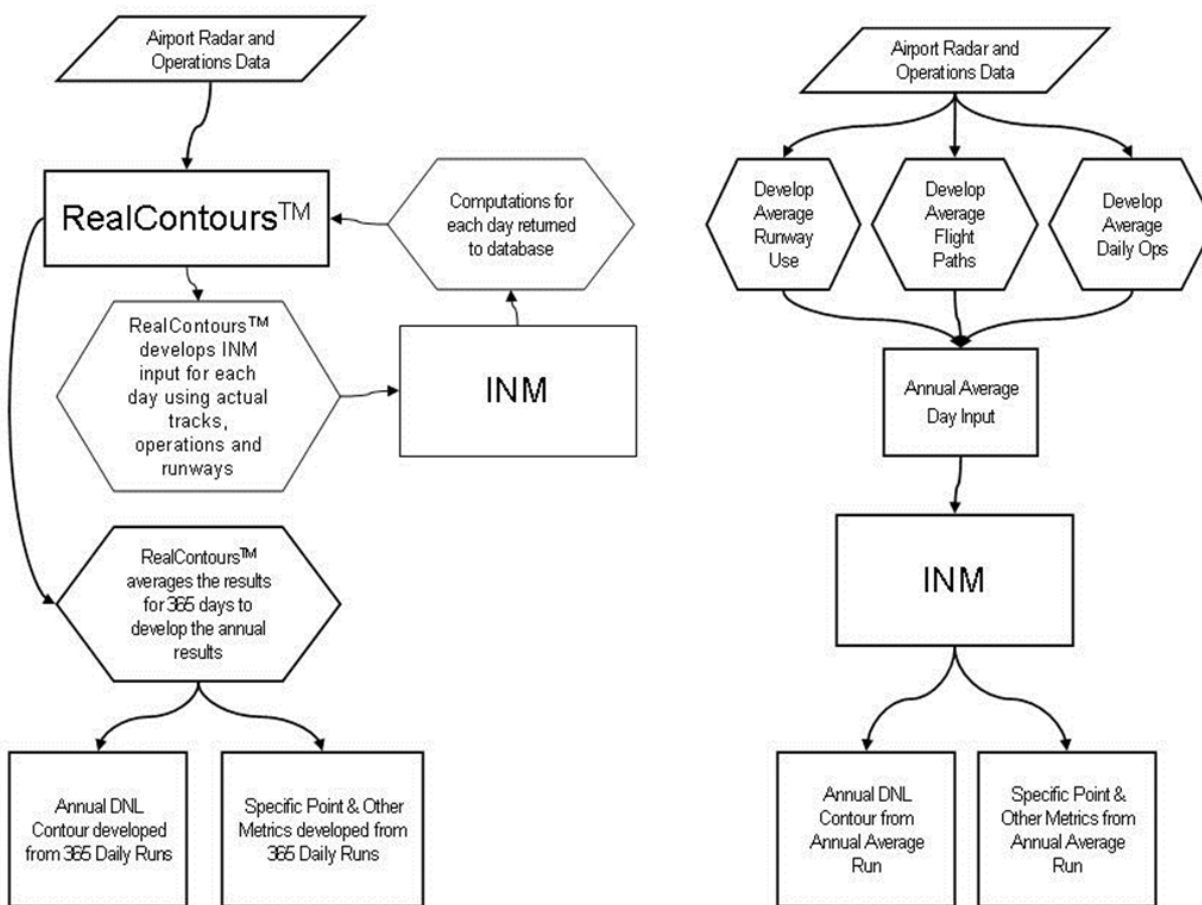 Airport Radar and
Operations Data
RealContours™
Computations for
each day returned
to database
RealContours™
develops INM
input for each
day using actual
tracks,
operations and
runways
INM
RealContours™
averages the results
for 365 days to
develop the annual
results
Annual DNL
Contour developed
from 365 Daily Runs
Specific Point & Other
Metrics developed from
365 Daily Runs
Airport Radar and
Operations Data
Develop
Average
Runway
Use
Develop
Average
Flight
Paths
Develop
Average
Daily Ops
Annual Average
Day Input
INM
Annual DNL
Contour from
Annual Average
Run
Specific Point &
Other Metrics from
Annual Average
Run